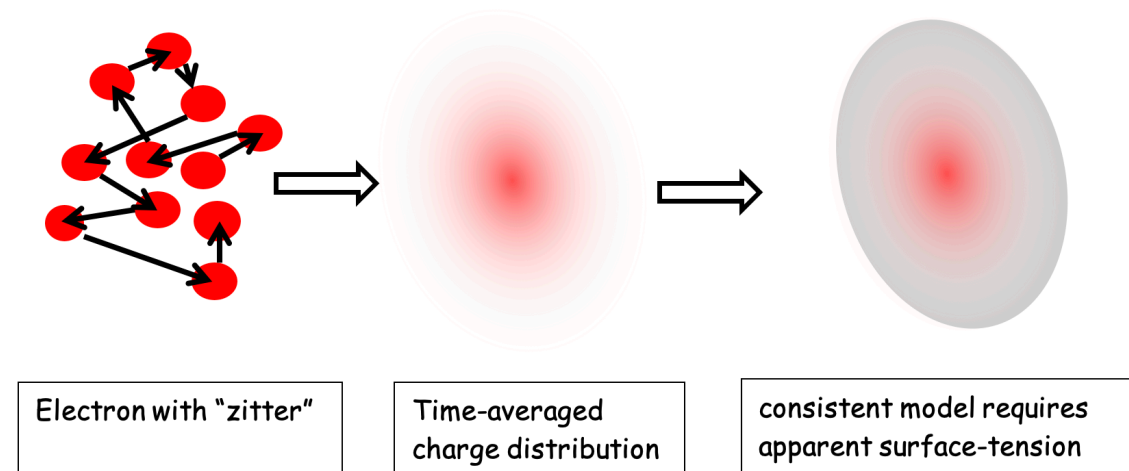 Electron with “zitter”
Time-averaged
charge distribution
consistent model requires
apparent surface-tension